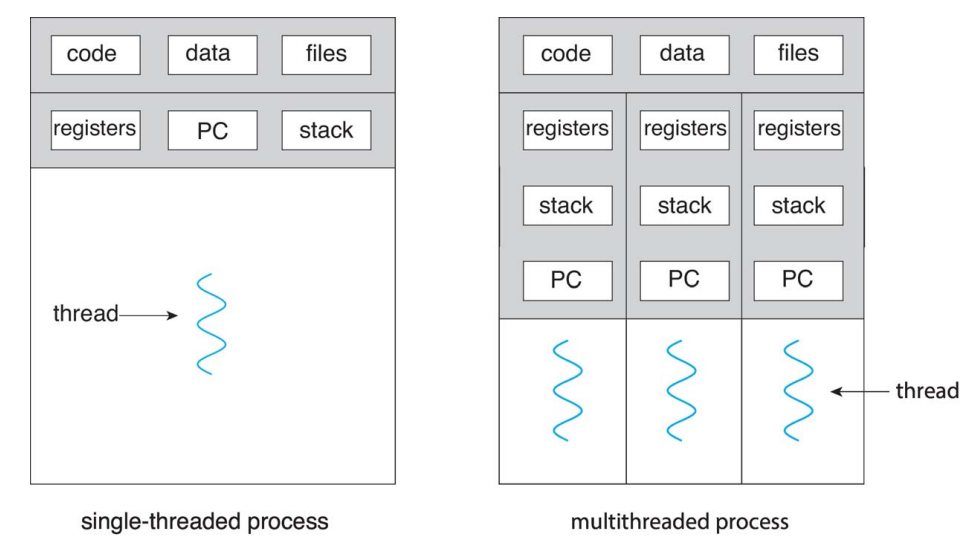 code data files code data files
registers PC stack registers registers registers
stack stack stack
PC PC PC
thread
thread
single-threaded process multithreaded process